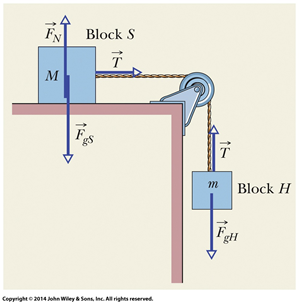 F_N
Block S
T
M
F_gS
T
m
Block H
F_gH
Copyright © 2014 John Wiley & Sons, Inc. All rights reserved.